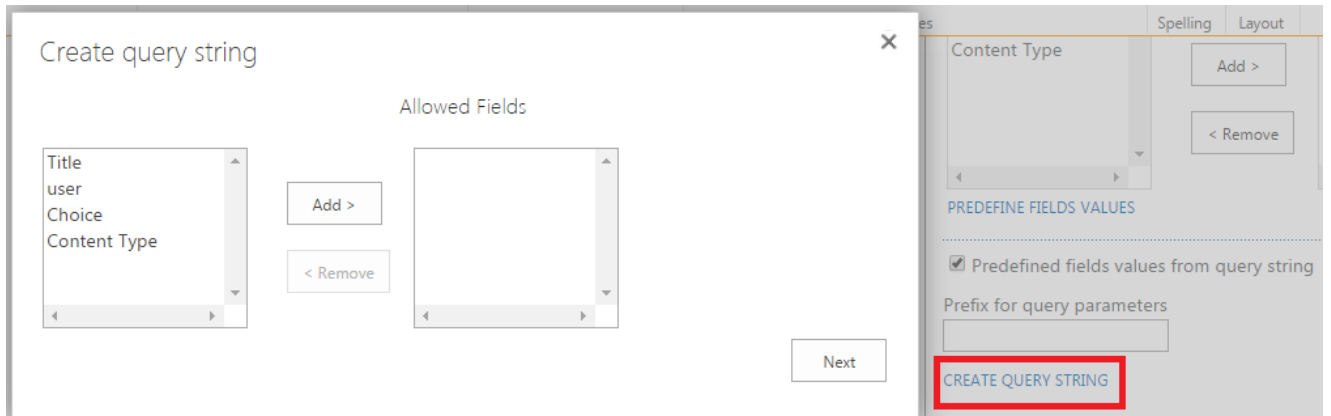 Create query string
×
Allowed Fields
Title
user
Choice
Content Type
Add >
< Remove
Next
es
Spelling
Layout
Content Type
Add >
< Remove
PREDEFINE FIELDS VALUES
Predefined fields values from query string
Prefix for query parameters
CREATE QUERY STRING